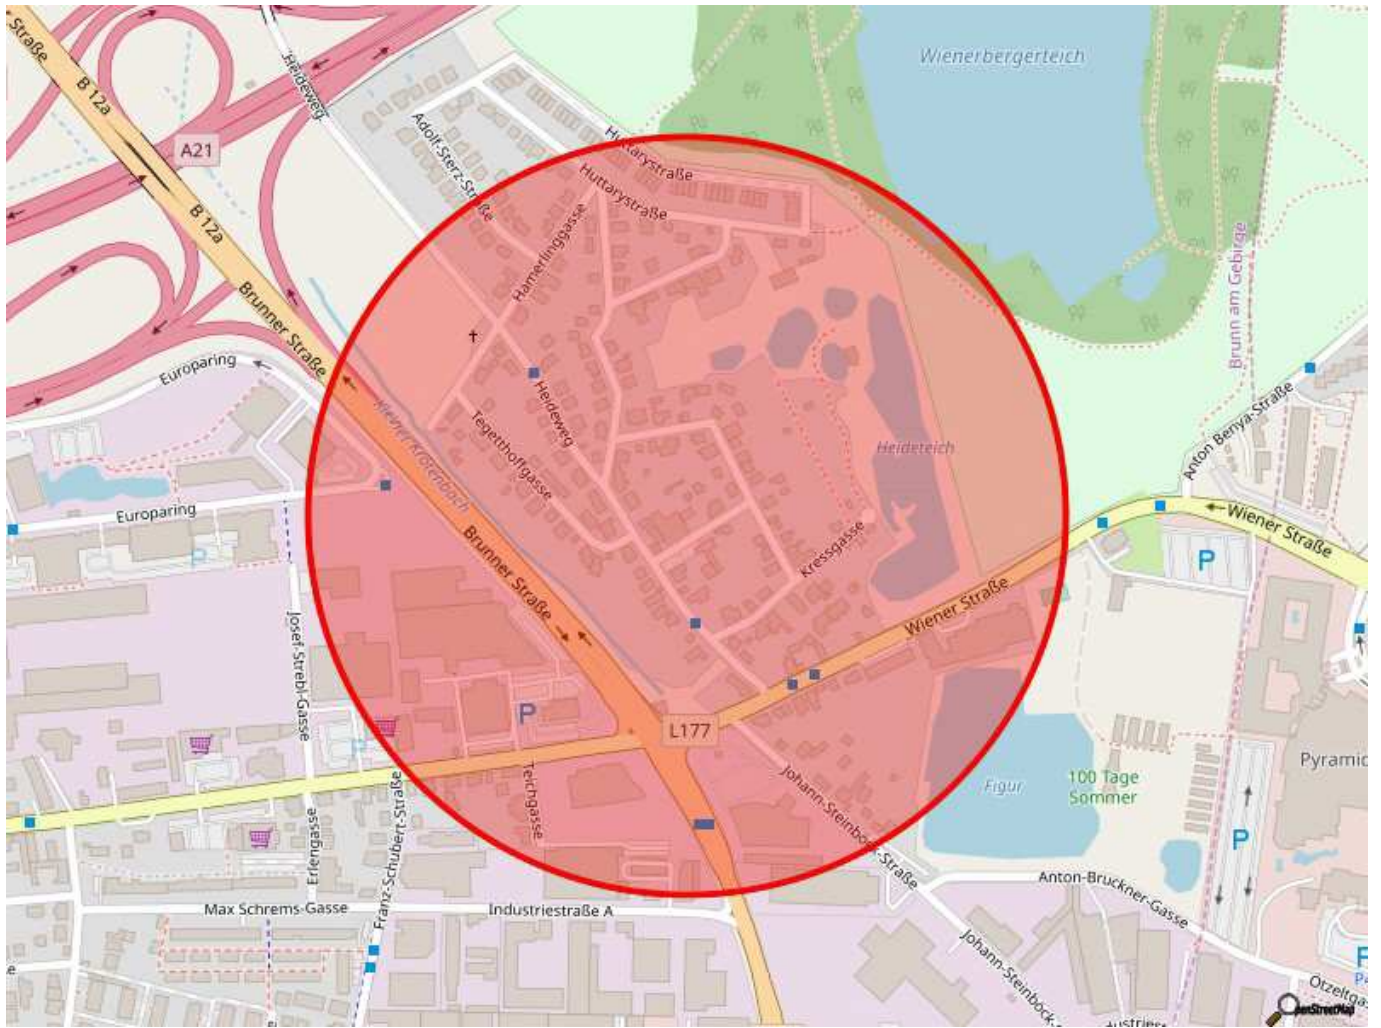 Straße
B 12a
Heideweg
Wienerbergerteich
A21
Adolf-Sterz-Straße
Huttarystraße
Huttarystraße
B 12a
Hamerlinggasse
Brunn am Gebirge
Brunner Straße
Europaring
Kleiner Krotenbach
Heideweg
Tegetthoffgasse
Heideteich
Anton Benya-Straße
Europaring
Wiener Straße
P
P
Kressgasse
Brunner Straße
Wiener Straße
Josef-Strebl-Gasse
P
L177
P
Pyramid
Figur
100 Tage
Sommer
Johann-Steinböck-Straße
Teichgasse
Franz-Schubert-Straße
Erlengasse
P
Anton-Bruckner-Gasse
Max Schrems-Gasse
Industriestraße A
Johann-Steinböck
P
Ötzeltga
OpenStreetMap